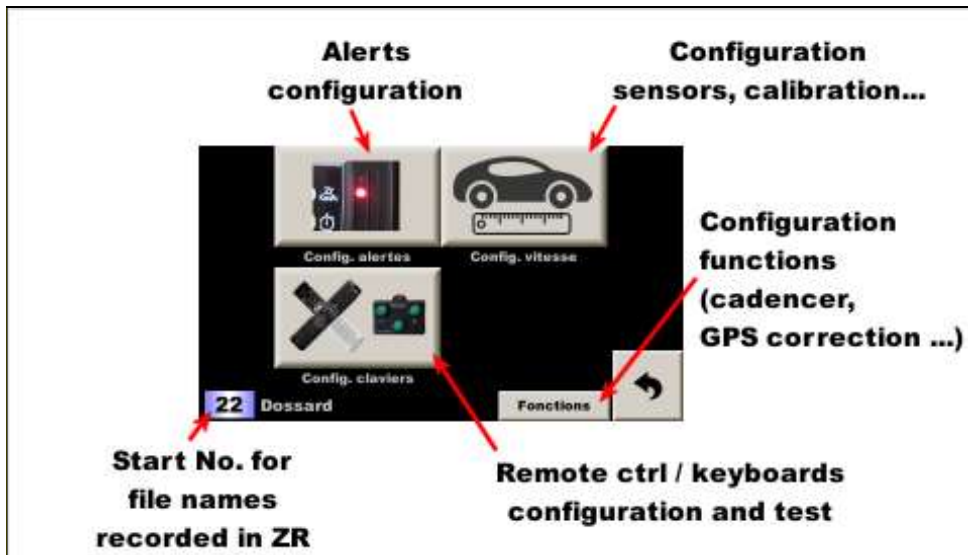 Alerts
configuration
Configuration
sensors, calibration...
Config. alertes
Config. vitesse
Configuration
functions
(cadencer,
GPS correction ...)
Config. claviers
22 Dossard
Fonctions
Start No. for
file names
recorded in ZR
Remote ctrl / keyboards
configuration and test